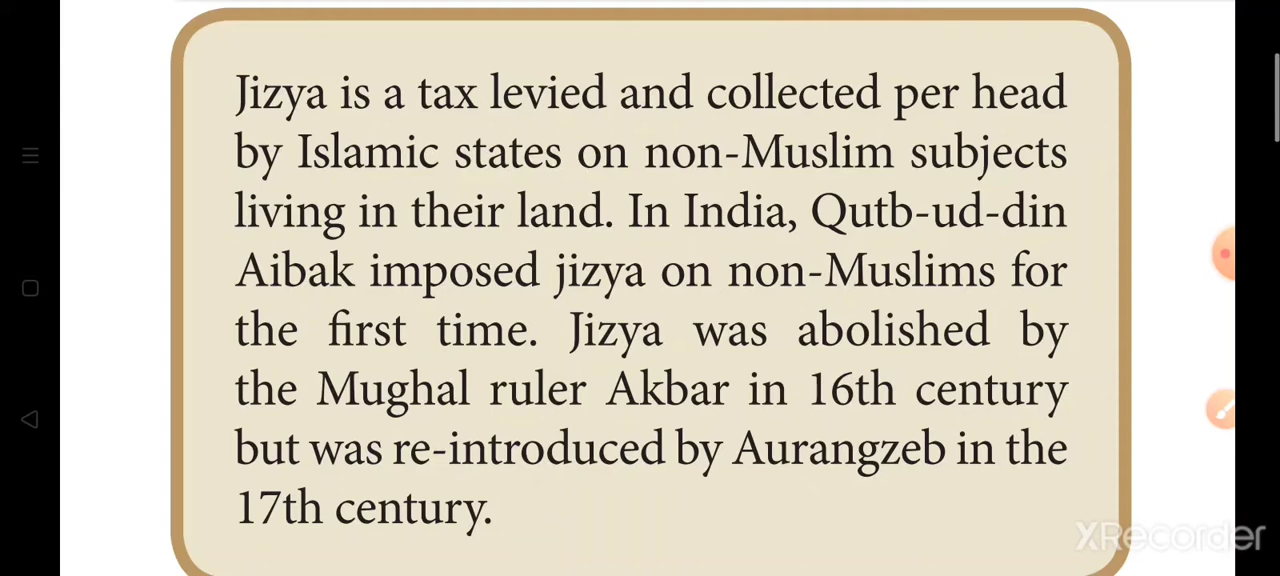 Jizya is a tax levied and collected per head
by Islamic states on non-Muslim subjects
living in their land. In India, Qutb-ud-din
Aibak imposed jizya on non-Muslims for
the first time. Jizya was abolished by
the Mughal ruler Akbar in 16th century
but was re-introduced by Aurangzeb in the
17th century.
XRecorder